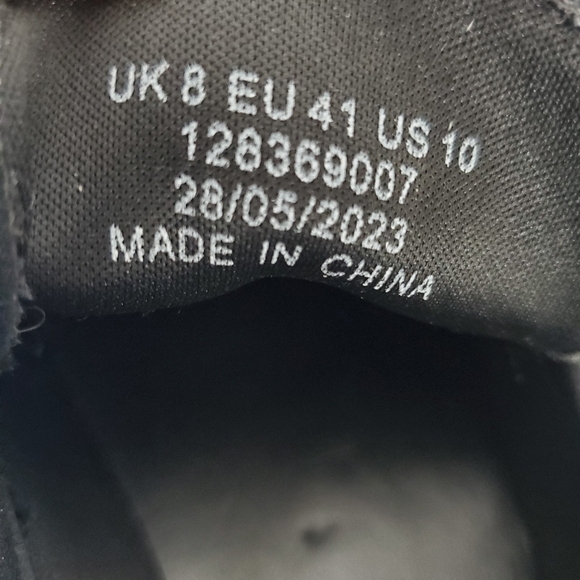 UK 8 EU 41 US 10
128369007
28/05/2023
MADE IN CHINA